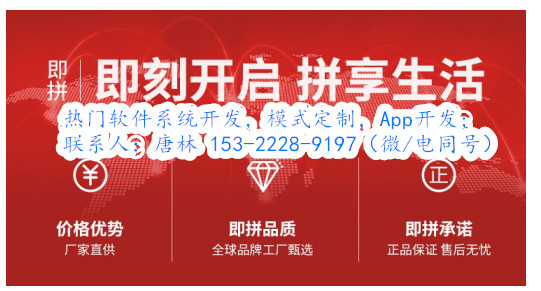 即拼
即刻开启 拼享生活
热门软件系统开发，模式定制，App开发；
联系人：唐林 153-2228-9197（微/电同号）
¥
正
价格优势
厂家直供
即拼品质
全球品牌工厂甄选
即拼承诺
正品保证 售后无忧